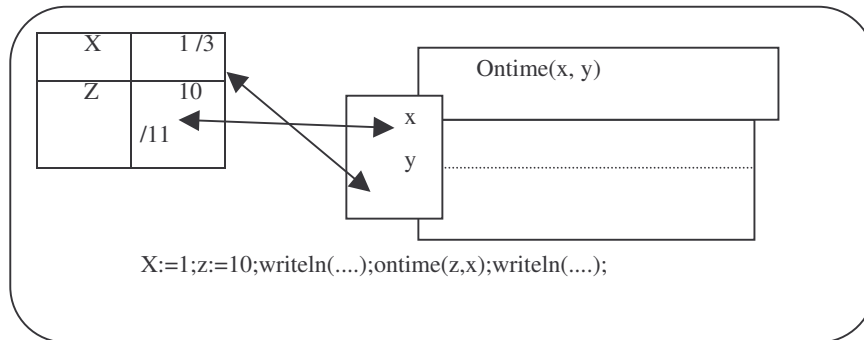 X 1 /3
Ontime(x, y)
Z 10
x
/11
y
X:=1;z:=10;writeln(....);ontime(z,x);writeln(....);